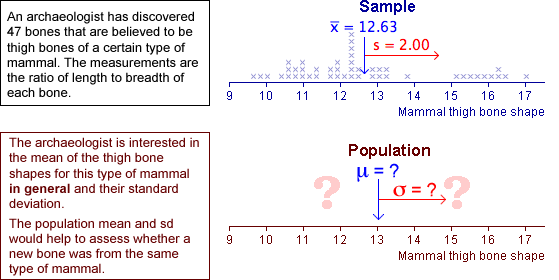 An archaeologist has discovered
47 bones that are believed to be
thigh bones of a certain type of
mammal. The measurements are
the ratio of length to breadth of
each bone.
Sample
x̄ = 12.63
s = 2.00
9 10 11 12 13 14 15 16 17
Mammal thigh bone shape
The archaeologist is interested in
the mean of the thigh bone
shapes for this type of mammal
in general and their standard
deviation.
The population mean and sd
would help to assess whether a
new bone was from the same
type of mammal.
Population
μ = ?
? σ = ? ?
9 10 11 12 13 14 15 16 17
Mammal thigh bone shape